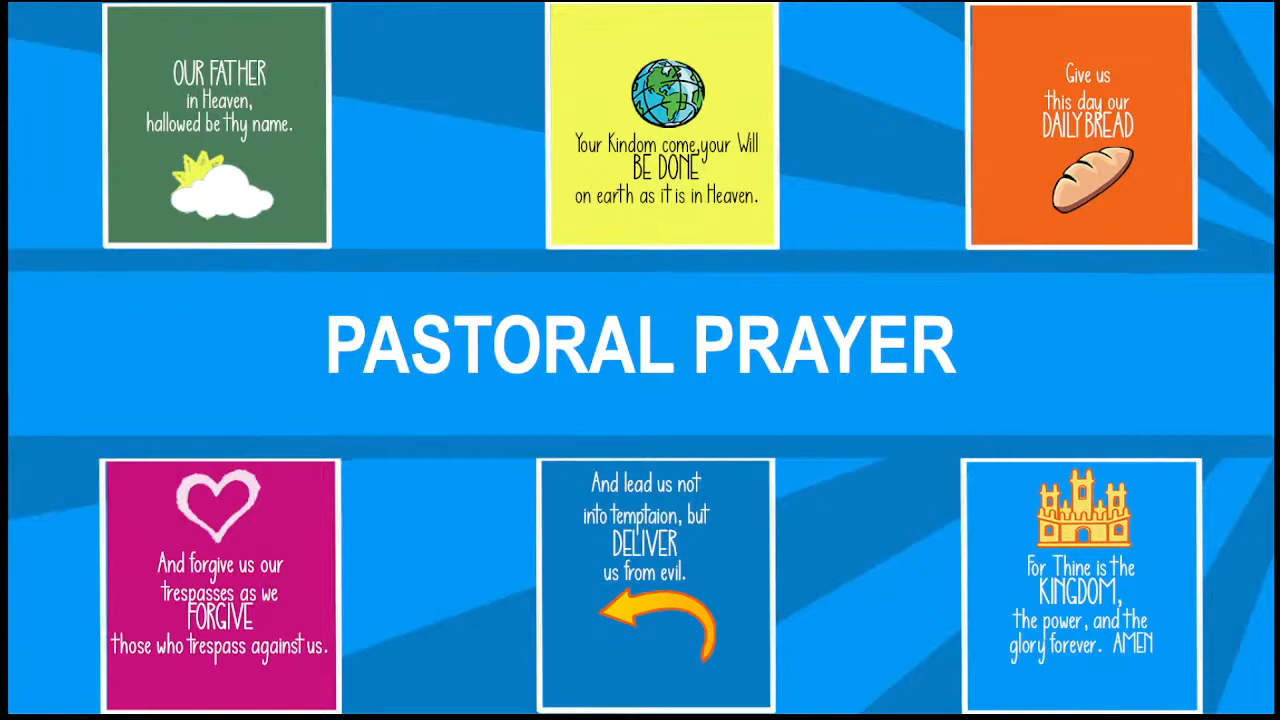 OUR FATHER
in Heaven,
hallowed be thy name.
Your Kindom come,your Will
BE DONE
on earth as it is in Heaven.
Give us
this day our
DAILY BREAD
PASTORAL PRAYER
And forgive us our
trespasses as we
FORGIVE
those who trespass against us.
And lead us not
into temptaion, but
DELIVER
us from evil.
For Thine is the
KINGDOM,
the power, and the
glory forever. AMEN